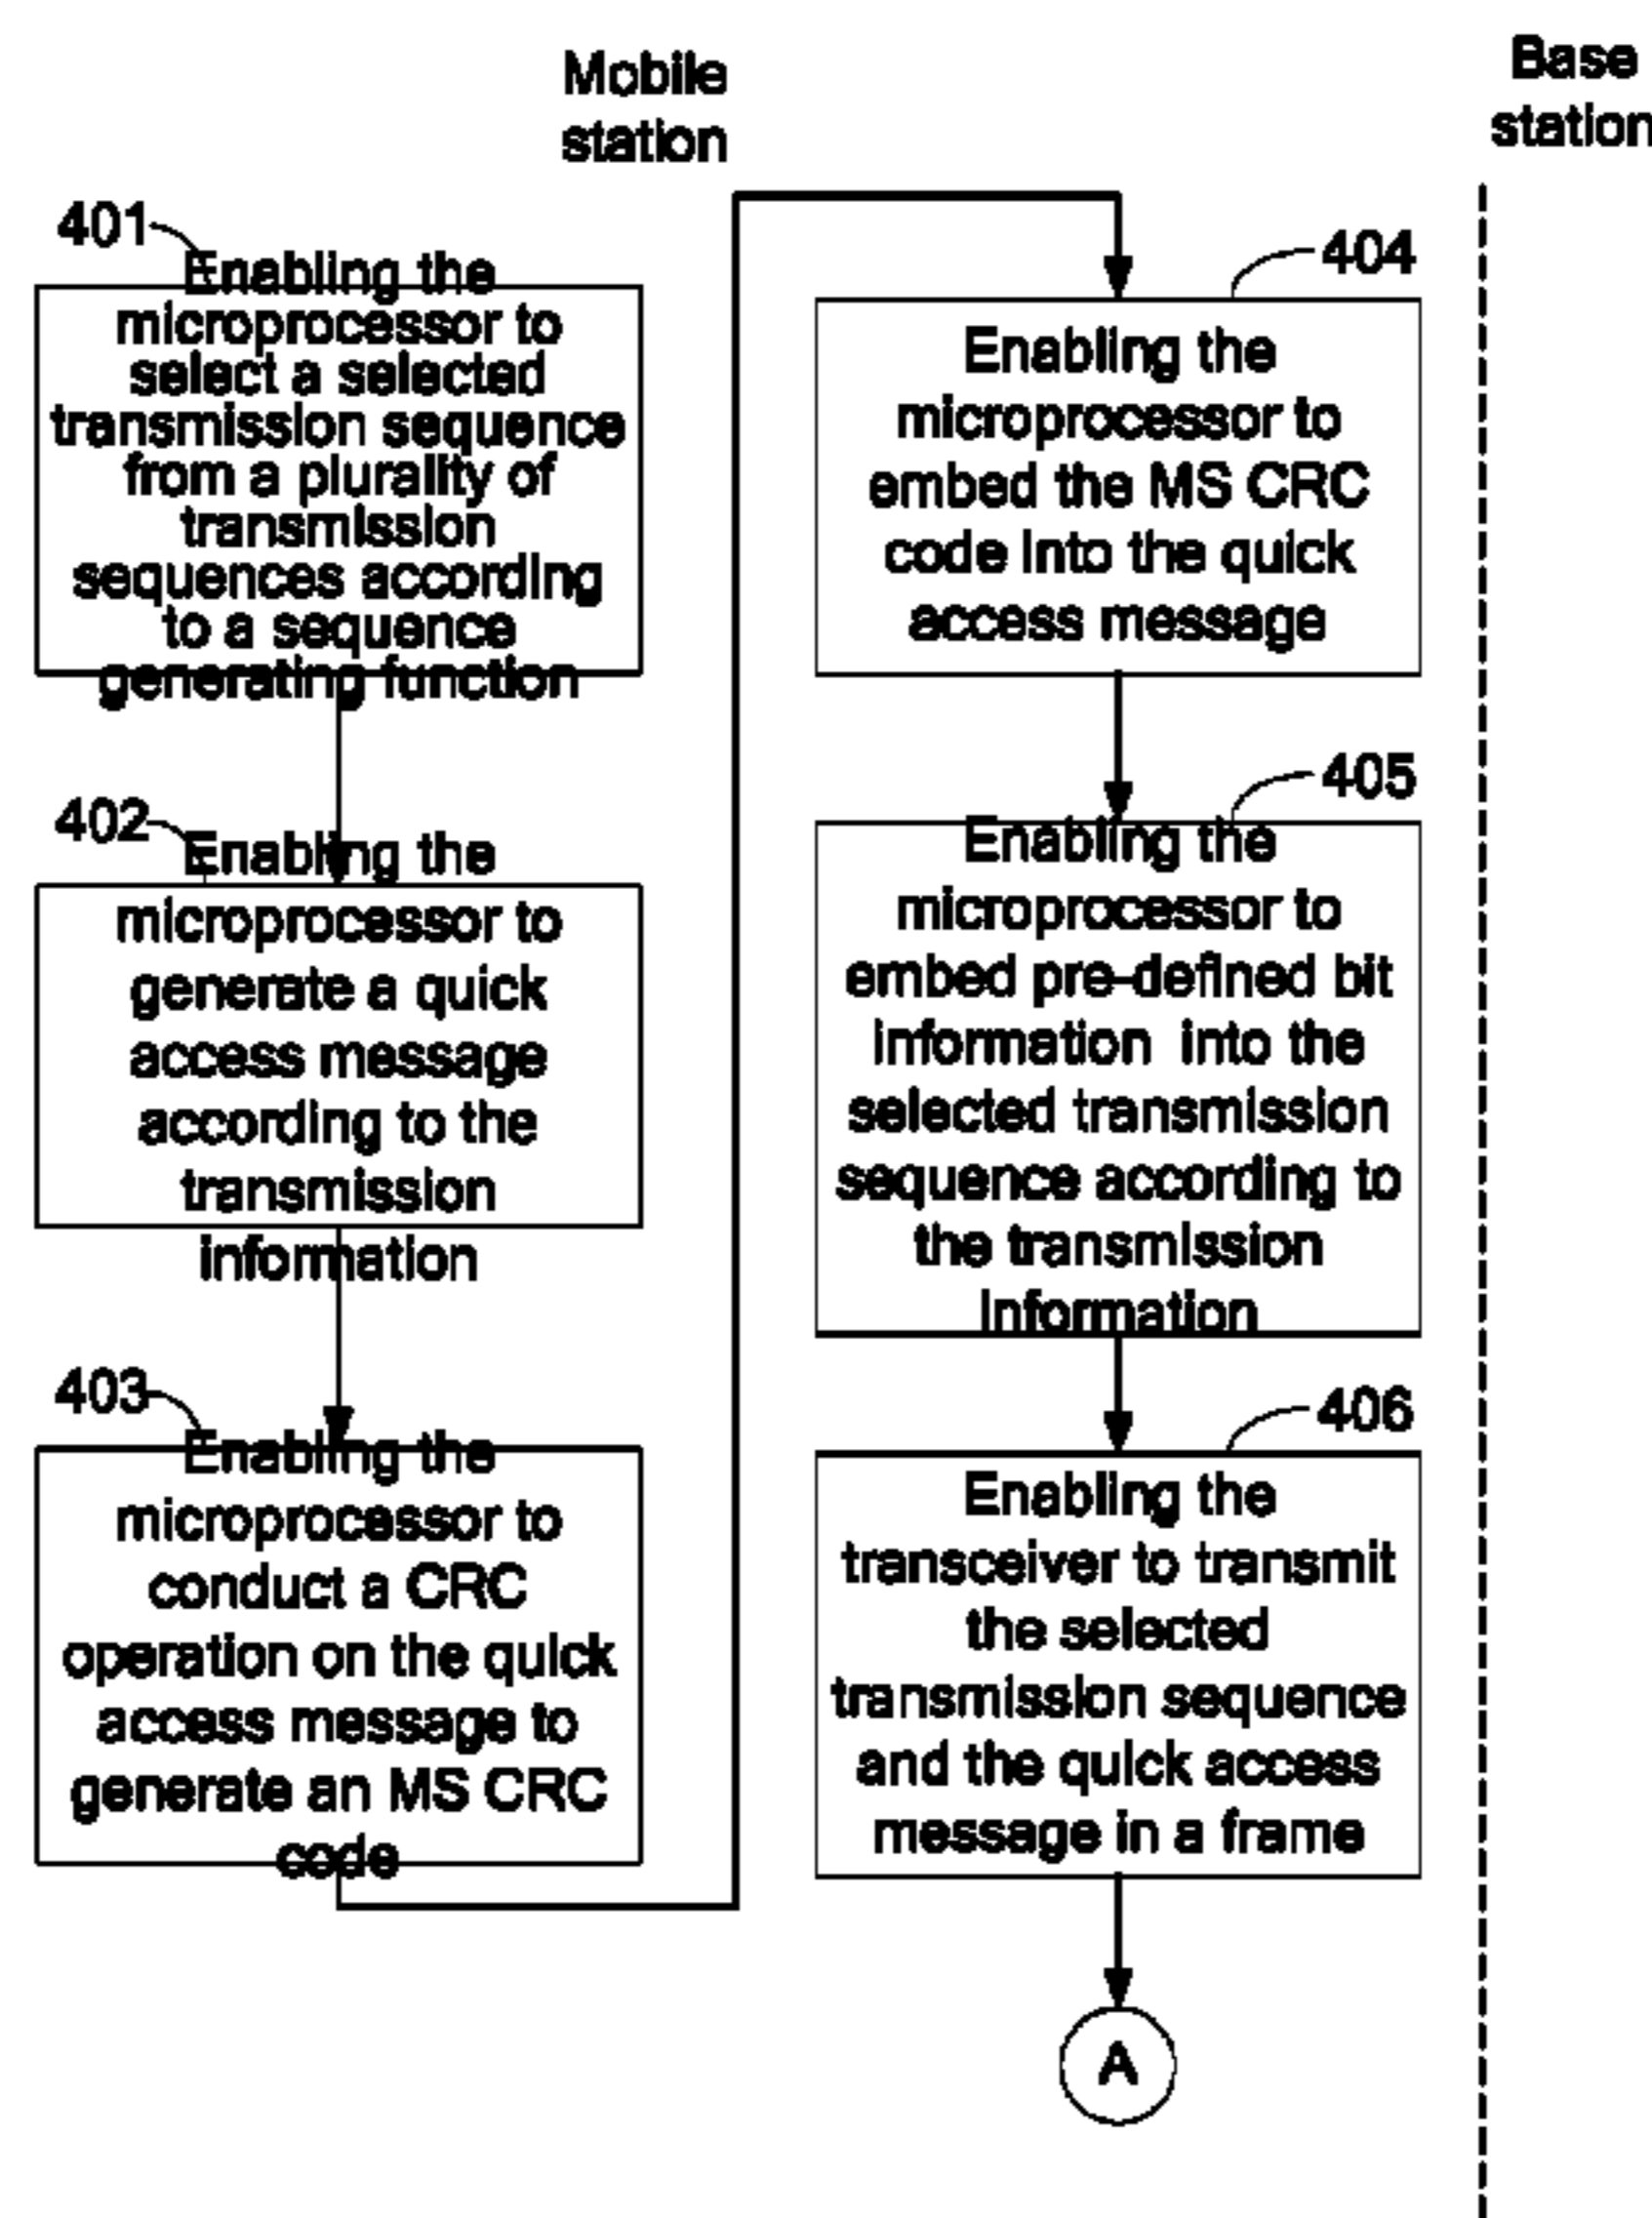 Mobile
station
Base
station
401
Enabling the
microprocessor to
select a selected
transmission sequence
from a plurality of
transmission
sequences according
to a sequence
generating function
402
Enabling the
microprocessor to
generate a quick
access message
according to the
transmission
information
403
Enabling the
microprocessor to
conduct a CRC
operation on the quick
access message to
generate an MS CRC
code
404
Enabling the
microprocessor to
embed the MS CRC
code into the quick
access message
405
Enabling the
microprocessor to
embed pre-defined bit
information into the
selected transmission
sequence according to
the transmission
information
406
Enabling the
transceiver to transmit
the selected
transmission sequence
and the quick access
message in a frame
A